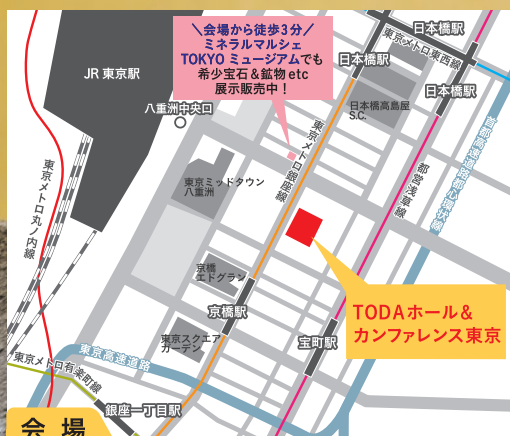 ＼会場から徒歩3分／
ミネラルマルシェ
TOKYO ミュージアムでも
希少宝石＆鉱物etc
展示販売中！
日本橋駅
東京メトロ東西線
日本橋駅
日本橋駅
JR 東京駅
八重洲中央口
日本橋高島屋
S.C.
東京メトロ銀座線
都営浅草線
首都高速道路都心環状線
東京メトロ丸ノ内線
東京ミッドタウン
八重洲
京橋
エドグラン
京橋駅
TODAホール＆
カンファレンス東京
宝町駅
東京スクエア
ガーデン
東京高速道路
東京メトロ有楽町線
銀座一丁目駅
会場